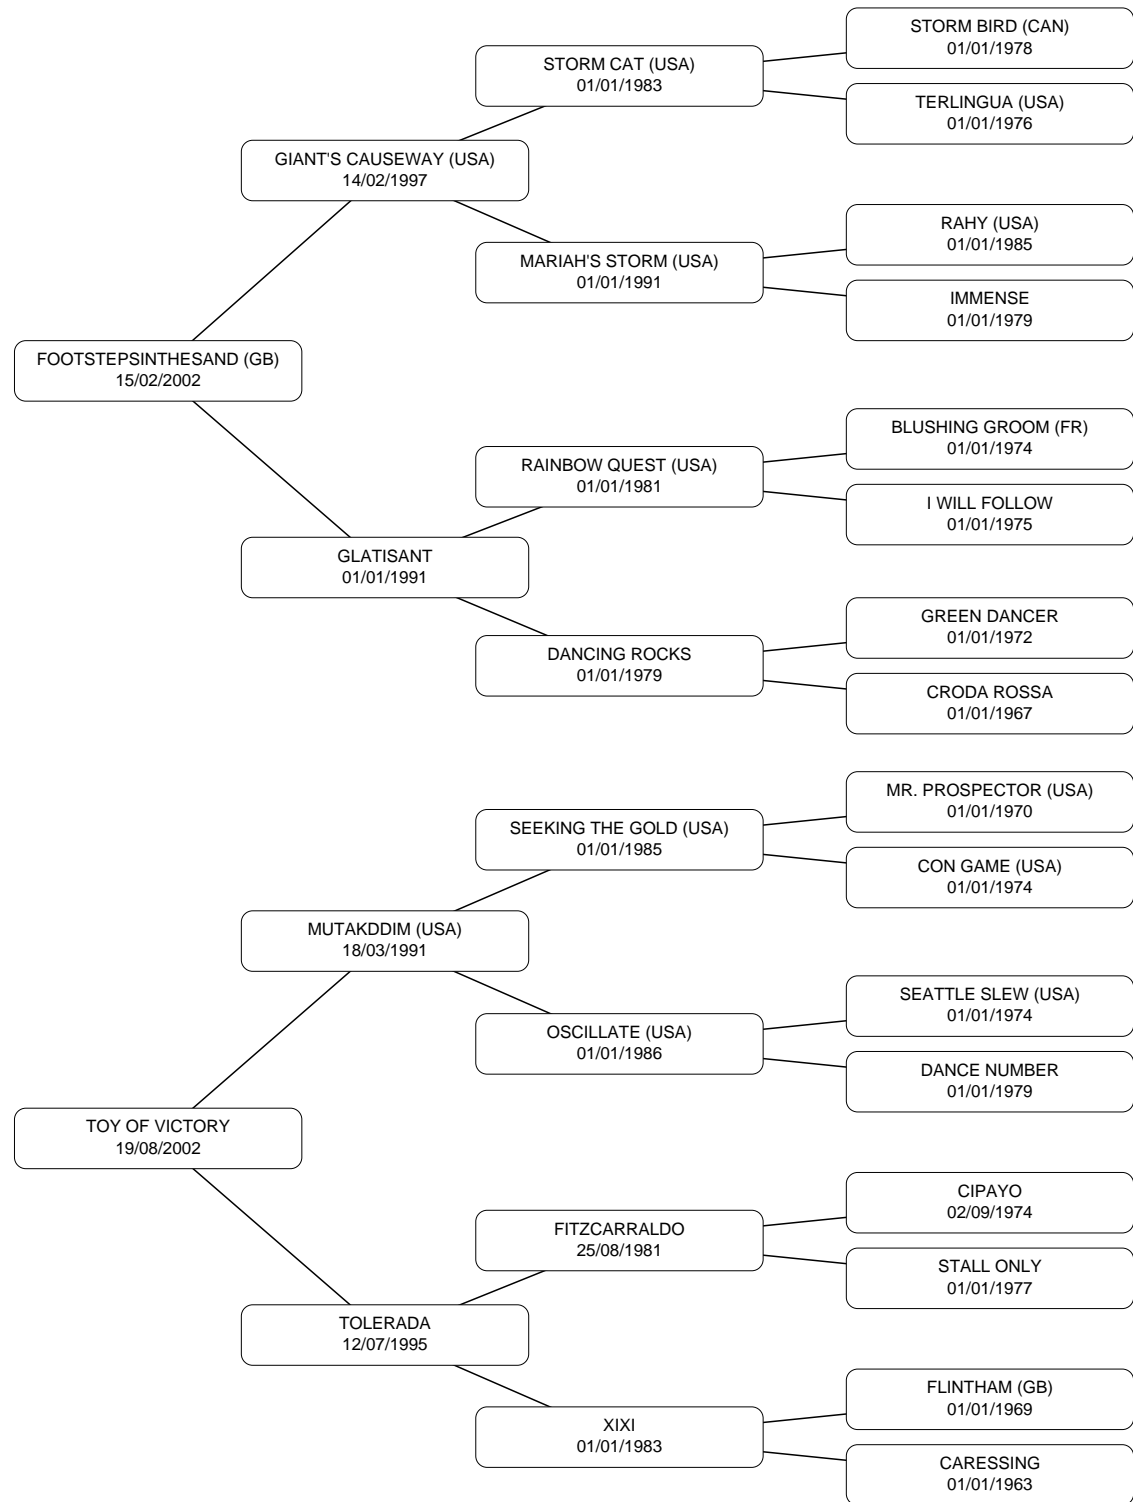 STORM BIRD (CAN)
01/01/1978
STORM CAT (USA)
01/01/1983
TERLINGUA (USA)
01/01/1976
GIANT'S CAUSEWAY (USA)
14/02/1997
RAHY (USA)
01/01/1985
MARIAH'S STORM (USA)
01/01/1991
IMMENSE
01/01/1979
FOOTSTEPSINTHESAND (GB)
15/02/2002
BLUSHING GROOM (FR)
01/01/1974
RAINBOW QUEST (USA)
01/01/1981
I WILL FOLLOW
01/01/1975
GLATISANT
01/01/1991
GREEN DANCER
01/01/1972
DANCING ROCKS
01/01/1979
CRODA ROSSA
01/01/1967
MR. PROSPECTOR (USA)
01/01/1970
SEEKING THE GOLD (USA)
01/01/1985
CON GAME (USA)
01/01/1974
MUTAKDDIM (USA)
18/03/1991
SEATTLE SLEW (USA)
01/01/1974
OSCILLATE (USA)
01/01/1986
DANCE NUMBER
01/01/1979
TOY OF VICTORY
19/08/2002
CIPAYO
02/09/1974
FITZCARRALDO
25/08/1981
STALL ONLY
01/01/1977
TOLERADA
12/07/1995
FLINTHAM (GB)
01/01/1969
XIXI
01/01/1983
CARESSING
01/01/1963